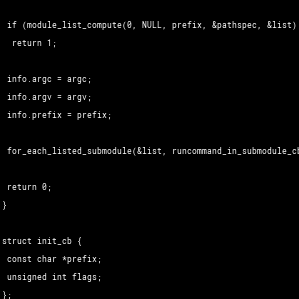 if (module_list_compute(0, NULL, prefix, &pathspec, &list)
return 1;
info.argc = argc;
info.argv = argv;
info.prefix = prefix;
for_each_listed_submodule(&list, runcommand_in_submodule_cb
return 0;
}
struct init_cb {
const char *prefix;
unsigned int flags;
};